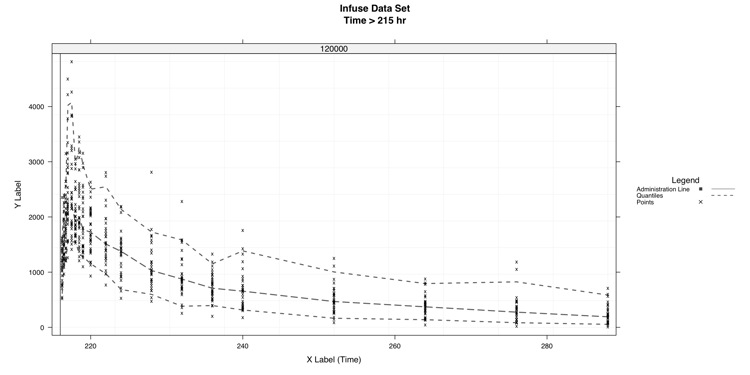 Infuse Data Set
Time > 215 hr
120000
4000
3000
2000
1000
0
Y Label
220
240
260
280
X Label (Time)
Legend
Administration Line
Quantiles
Points